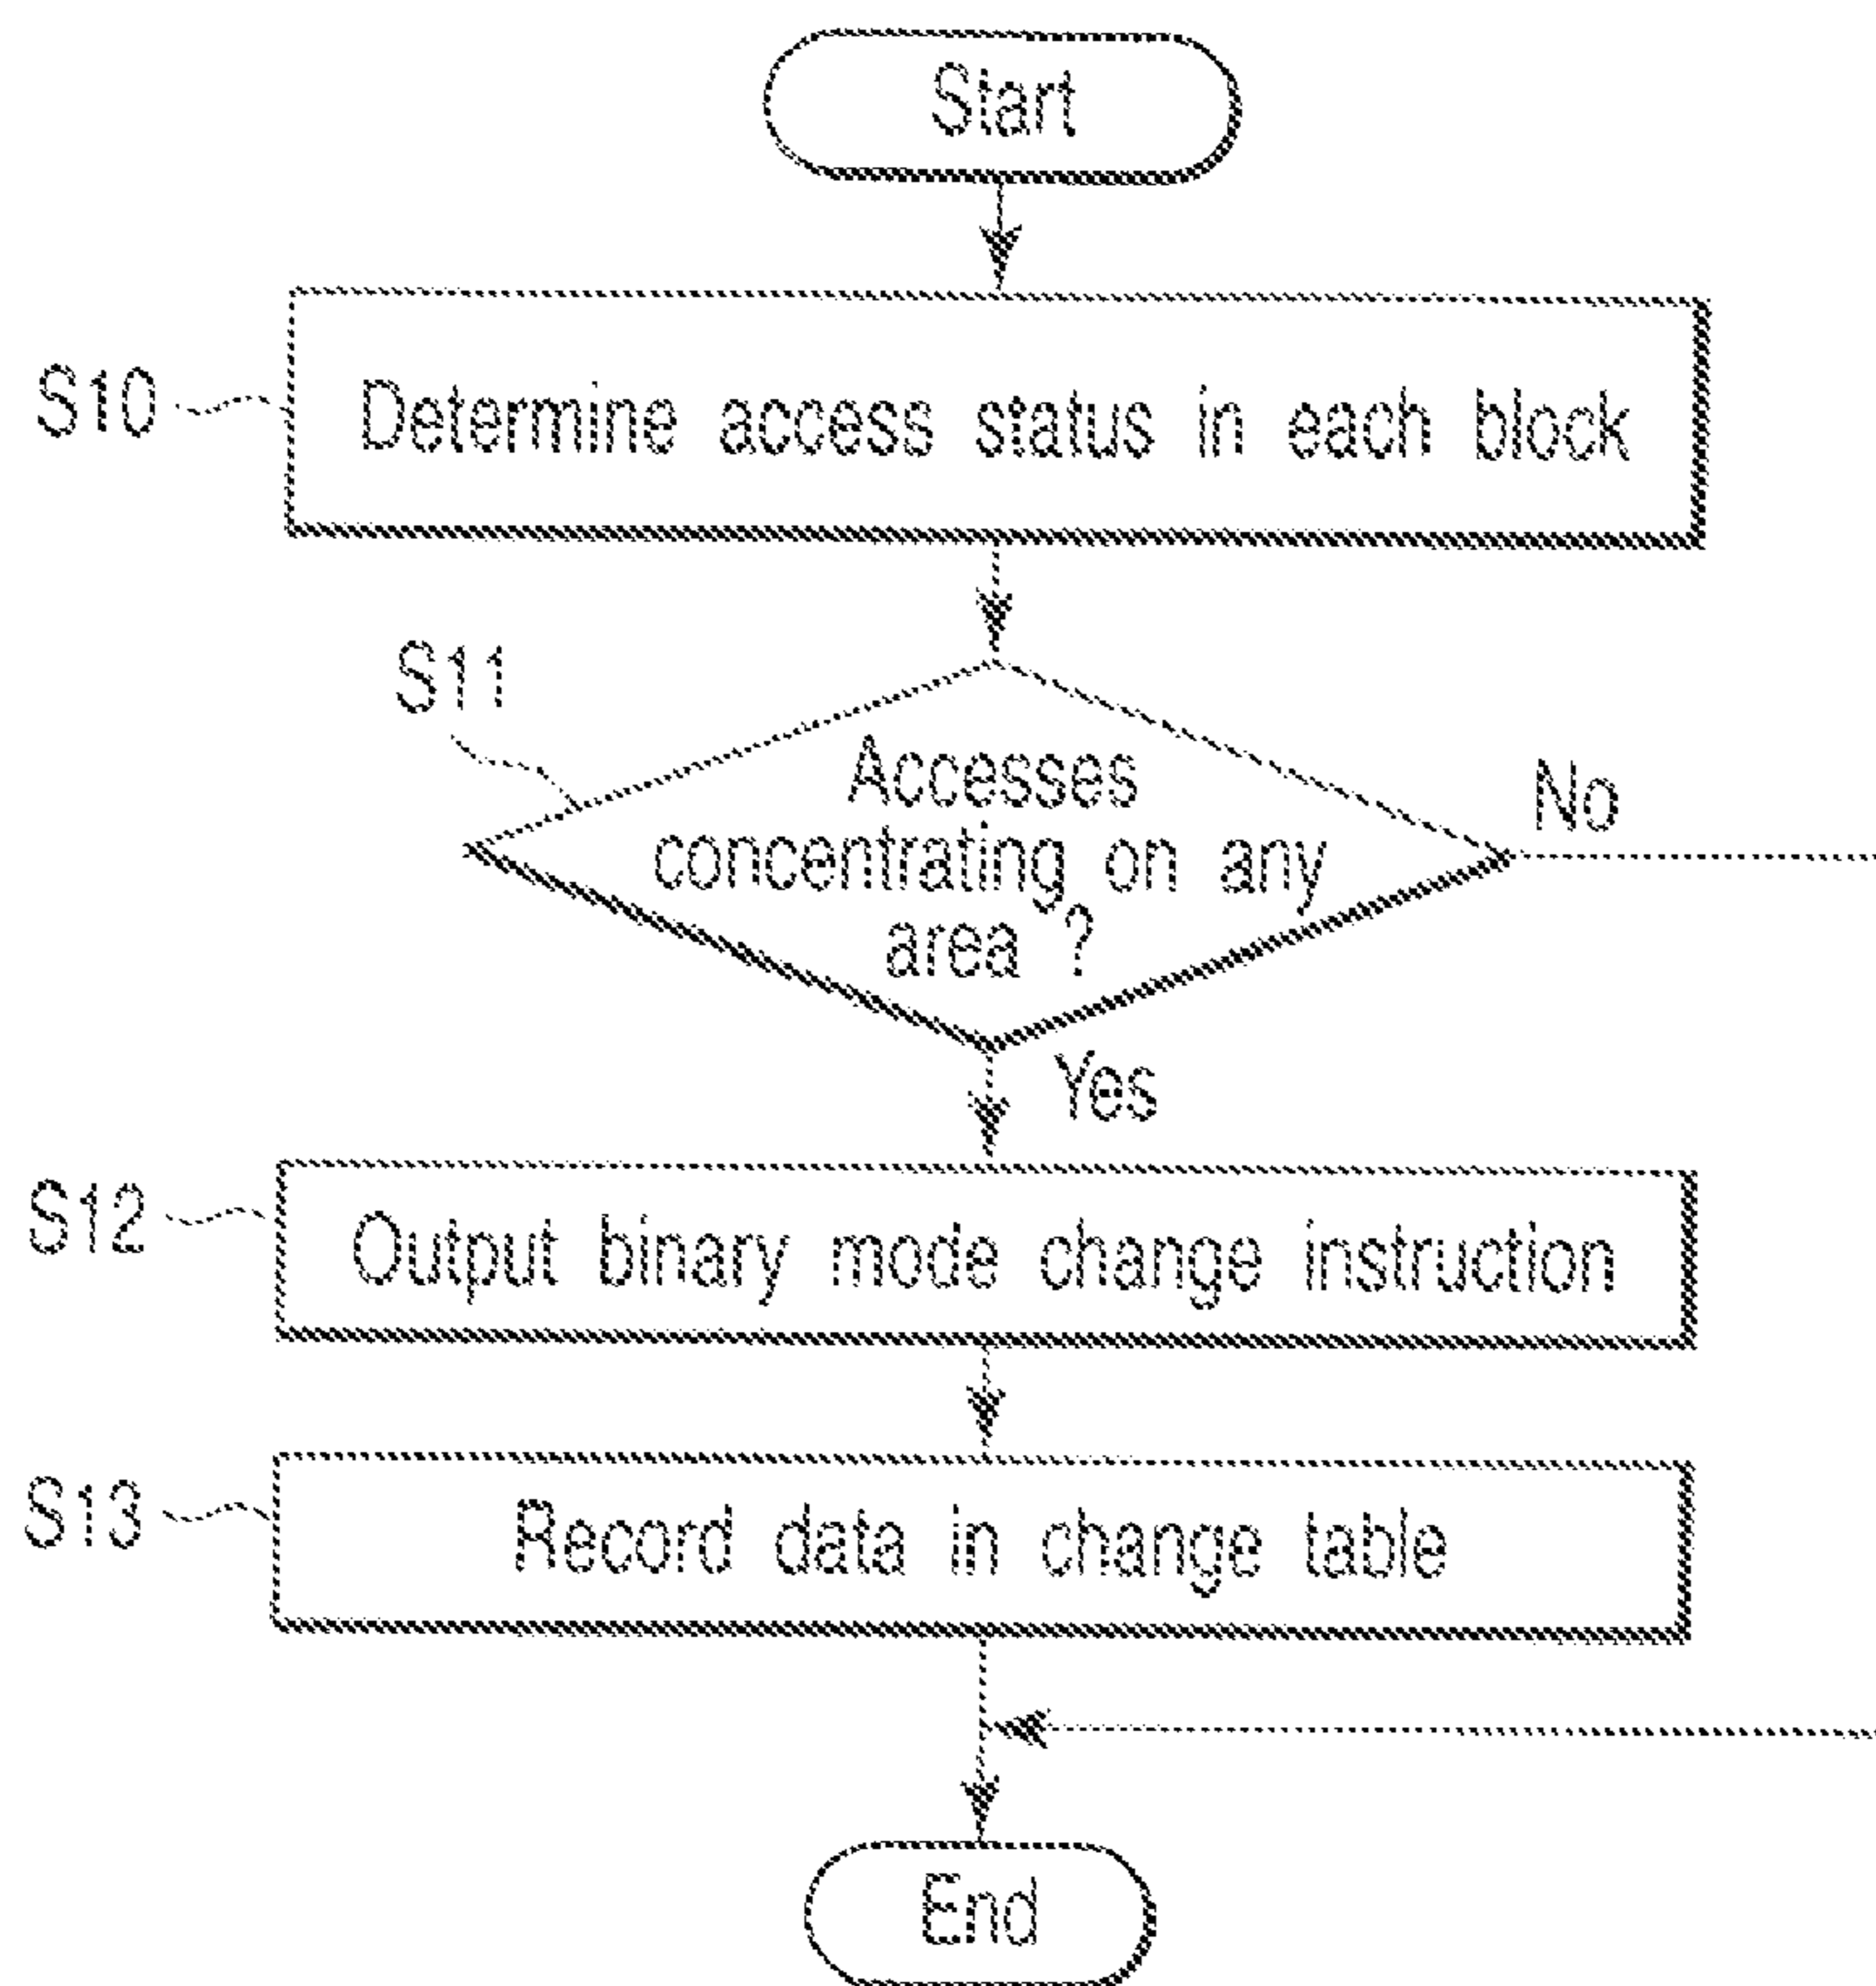 Start
S10
Determine access status in each block
S11
Accesses
concentrating on any
area ?
No
Yes
S12
Output binary mode change instruction
S13
Record data in change table
End